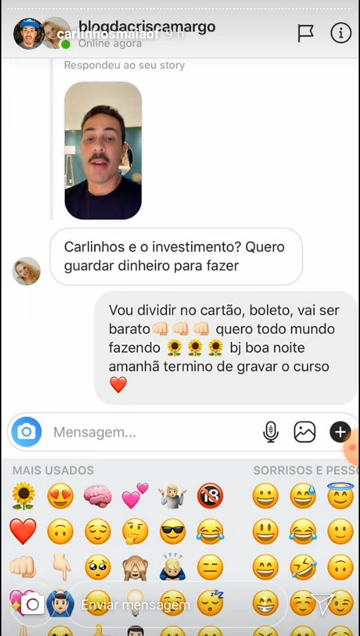 blogdacriscamargo
Online agora
carlinhosmaiaof
Respondeu ao seu story
Carlinhos e o investimento? Quero
guardar dinheiro para fazer
Vou dividir no cartão, boleto, vai ser
barato👊🏻👊🏻👊🏻 quero todo mundo
fazendo 🌻🌻🌻 bj boa noite
amanhã termino de gravar o curso
❤️
Mensagem...
MAIS USADOS
SORRISOS E PESSO
Enviar mensagem